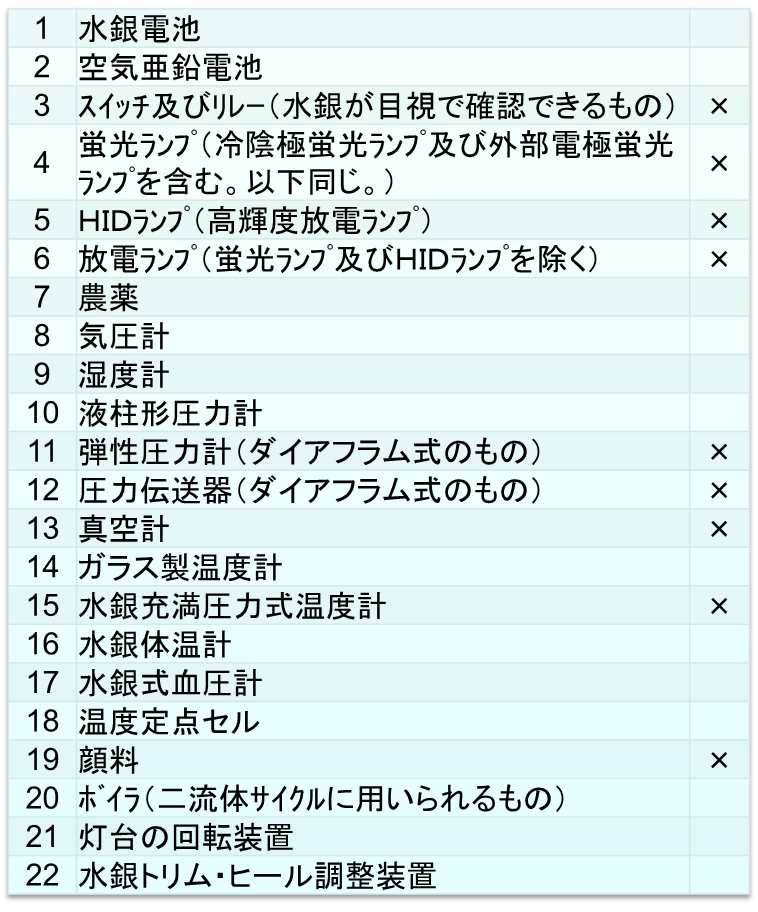 1 水銀電池
2 空気亜鉛電池
3 ｽｲｯﾁ及びﾘﾚｰ（水銀が目視で確認できるもの） ×
4 蛍光ﾗﾝﾌﾟ（冷陰極蛍光ﾗﾝﾌﾟ及び外部電極蛍光
ﾗﾝﾌﾟを含む。以下同じ。） ×
5 HIDﾗﾝﾌﾟ（高輝度放電ﾗﾝﾌﾟ） ×
6 放電ﾗﾝﾌﾟ（蛍光ﾗﾝﾌﾟ及びHIDﾗﾝﾌﾟを除く） ×
7 農薬
8 気圧計
9 湿度計
10 液柱形圧力計
11 弾性圧力計（ダイアフラム式のもの） ×
12 圧力伝送器（ダイアフラム式のもの） ×
13 真空計 ×
14 ガラス製温度計
15 水銀充満圧力式温度計 ×
16 水銀体温計
17 水銀式血圧計
18 温度定点セル
19 顔料 ×
20 ﾎﾞｲﾗ（二流体ｻｲｸﾙに用いられるもの）
21 灯台の回転装置
22 水銀トリム・ヒール調整装置